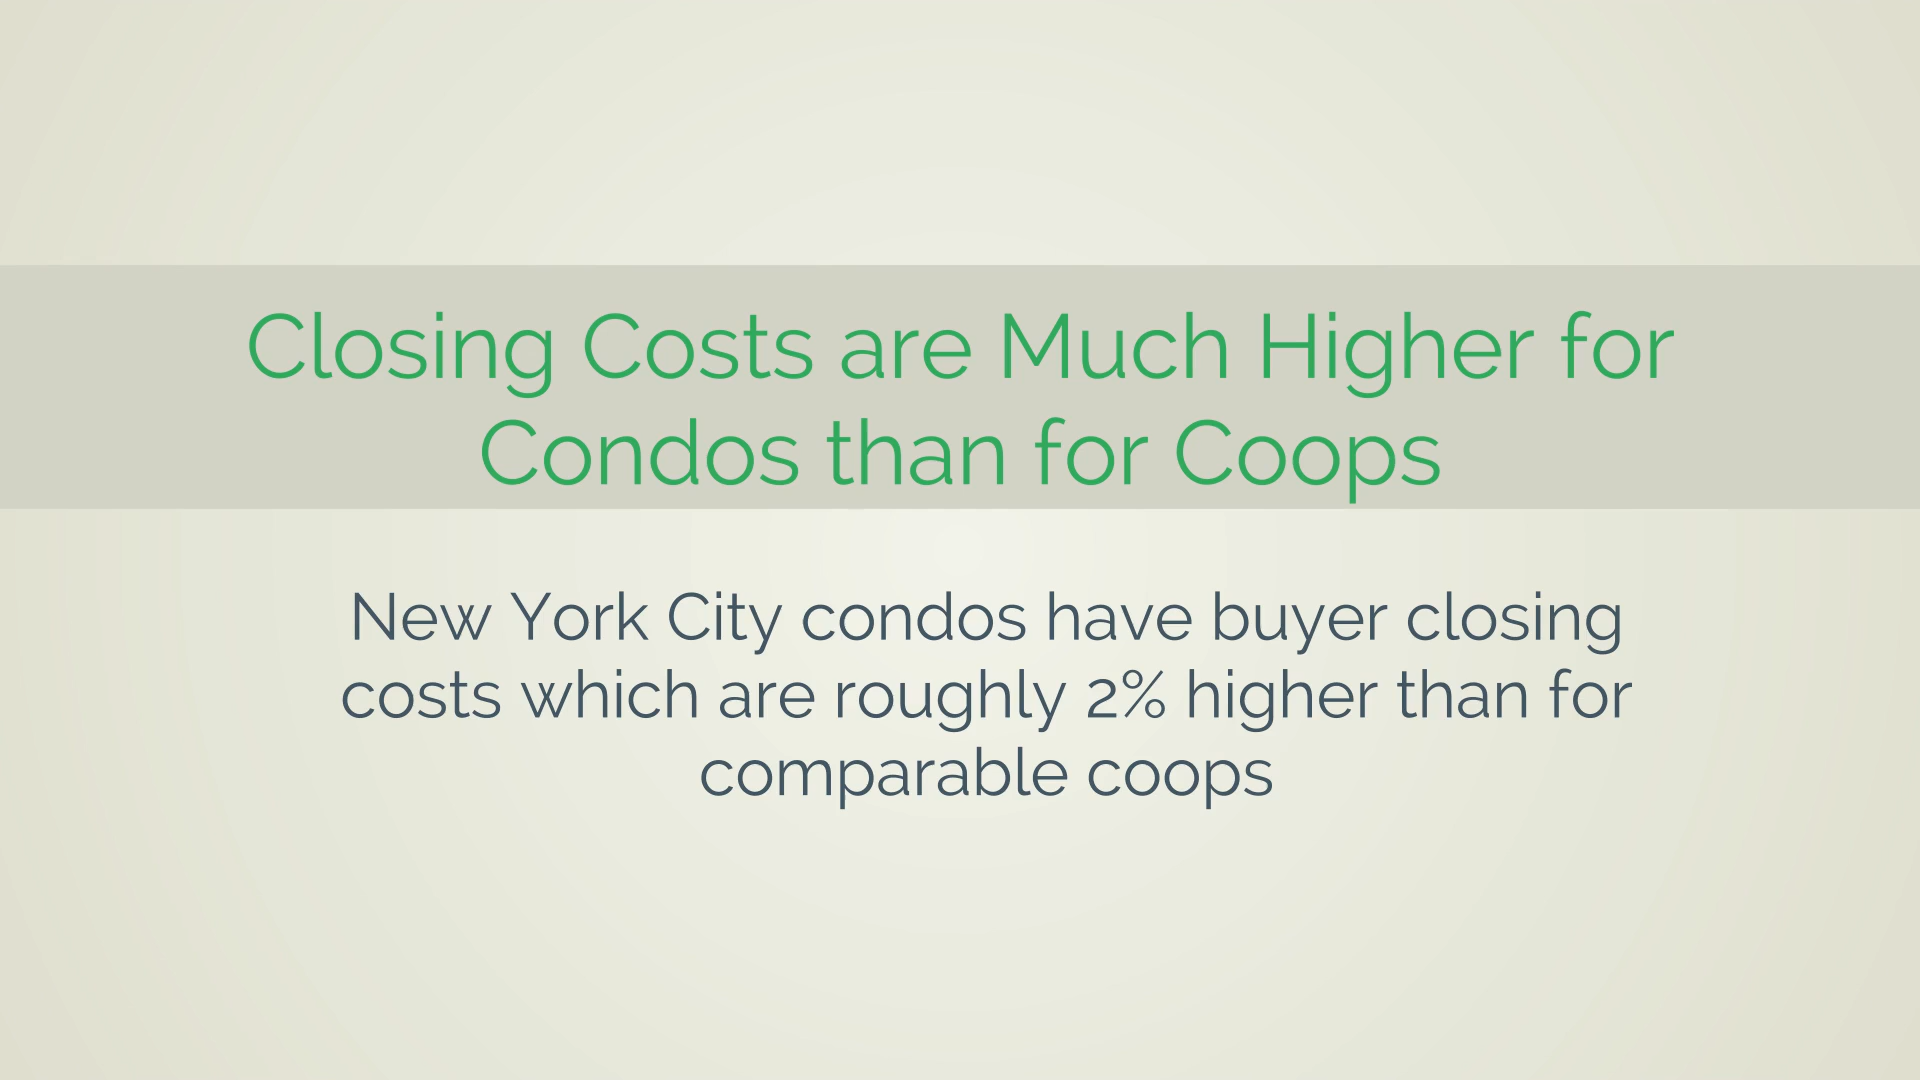 Closing Costs are Much Higher for
Condos than for Coops
New York City condos have buyer closing
costs which are roughly 2% higher than for
comparable coops